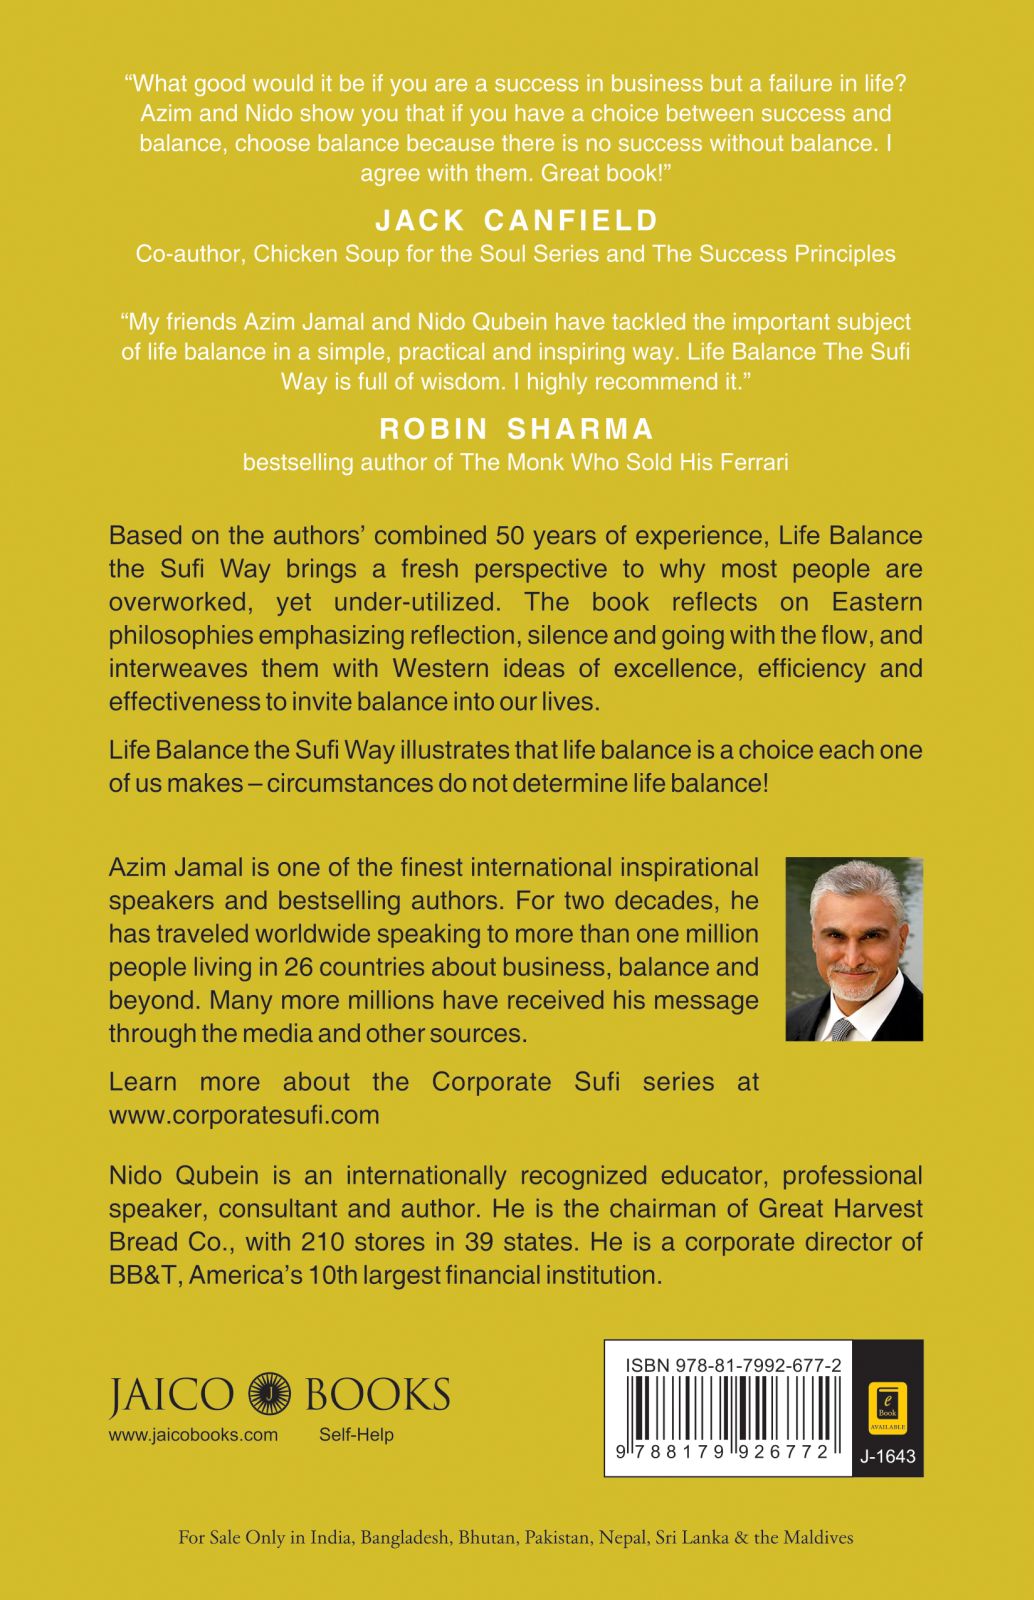 “What good would it be if you are a success in business but a failure in life?
Azim and Nido show you that if you have a choice between success and
balance, choose balance because there is no success without balance. I
agree with them. Great book!”
JACK CANFIELD
Co-author, Chicken Soup for the Soul Series and The Success Principles
“My friends Azim Jamal and Nido Qubein have tackled the important subject
of life balance in a simple, practical and inspiring way. Life Balance The Sufi
Way is full of wisdom. I highly recommend it.”
ROBIN SHARMA
bestselling author of The Monk Who Sold His Ferrari
Based on the authors’ combined 50 years of experience, Life Balance
the Sufi Way brings a fresh perspective to why most people are
overworked, yet under-utilized. The book reflects on Eastern
philosophies emphasizing reflection, silence and going with the flow, and
interweaves them with Western ideas of excellence, efficiency and
effectiveness to invite balance into our lives.
Life Balance the Sufi Way illustrates that life balance is a choice each one
of us makes – circumstances do not determine life balance!
Azim Jamal is one of the finest international inspirational
speakers and bestselling authors. For two decades, he
has traveled worldwide speaking to more than one million
people living in 26 countries about business, balance and
beyond. Many more millions have received his message
through the media and other sources.
Learn more about the Corporate Sufi series at
www.corporatesufi.com
Nido Qubein is an internationally recognized educator, professional
speaker, consultant and author. He is the chairman of Great Harvest
Bread Co., with 210 stores in 39 states. He is a corporate director of
BB&T, America’s 10th largest financial institution.
JAICO J BOOKS
www.jaicobooks.com Self-Help
ISBN 978-81-7992-677-2
9 788179 926772
e
Book
AVAILABLE
J-1643
For Sale Only in India, Bangladesh, Bhutan, Pakistan, Nepal, Sri Lanka & the Maldives